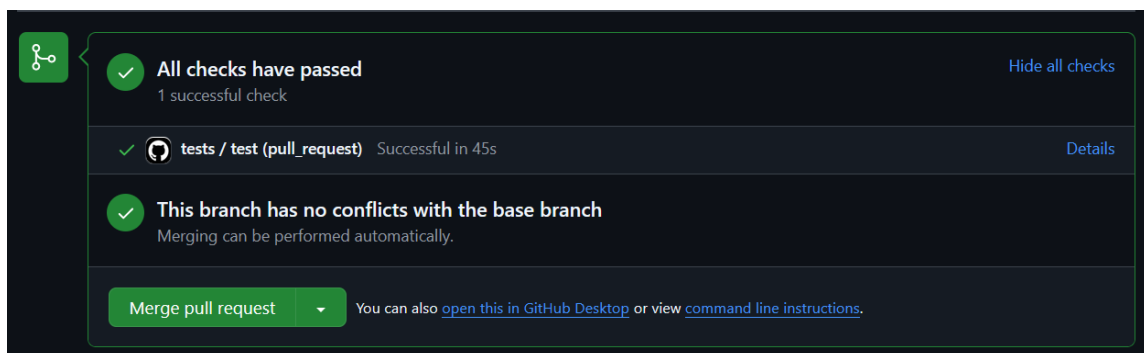 All checks have passed
Hide all checks
1 successful check
tests / test (pull_request) Successful in 45s
Details
This branch has no conflicts with the base branch
Merging can be performed automatically.
Merge pull request
You can also open this in GitHub Desktop or view command line instructions.